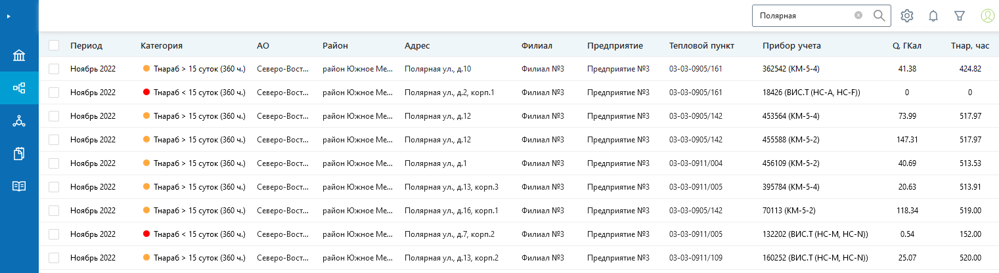 Полярная
Период Категория АО Район Адрес Филиал Предприятие Тепловой пункт Прибор учета Q, ГКал Тнар, час
Ноябрь 2022 Тнараб > 15 суток (360 ч.) Северо-Вост... район Южное Ме... Полярная ул., д.10 Филиал №3 Предприятие №3 03-03-0905/161 362542 (КМ-5-4) 41.38 424.82
Ноябрь 2022 Тнараб < 15 суток (360 ч.) Северо-Вост... район Южное Ме... Полярная ул., д.2, корп.1 Филиал №3 Предприятие №3 03-03-0905/161 18426 (ВИС.Т (НС-А, НС-F)) 0 0
Ноябрь 2022 Тнараб > 15 суток (360 ч.) Северо-Вост... район Южное Ме... Полярная ул., д.12 Филиал №3 Предприятие №3 03-03-0905/142 453564 (КМ-5-4) 73.99 517.97
Ноябрь 2022 Тнараб > 15 суток (360 ч.) Северо-Вост... район Южное Ме... Полярная ул., д.12 Филиал №3 Предприятие №3 03-03-0905/142 455588 (КМ-5-2) 147.31 517.97
Ноябрь 2022 Тнараб > 15 суток (360 ч.) Северо-Вост... район Южное Ме... Полярная ул., д.1 Филиал №3 Предприятие №3 03-03-0911/004 456109 (КМ-5-2) 40.69 513.53
Ноябрь 2022 Тнараб > 15 суток (360 ч.) Северо-Вост... район Южное Ме... Полярная ул., д.13, корп.3 Филиал №3 Предприятие №3 03-03-0911/005 395784 (КМ-5-4) 20.63 513.91
Ноябрь 2022 Тнараб > 15 суток (360 ч.) Северо-Вост... район Южное Ме... Полярная ул., д.16, корп.1 Филиал №3 Предприятие №3 03-03-0905/142 70113 (КМ-5-2) 118.34 519.00
Ноябрь 2022 Тнараб < 15 суток (360 ч.) Северо-Вост... район Южное Ме... Полярная ул., д.7, корп.2 Филиал №3 Предприятие №3 03-03-0911/005 132202 (ВИС.Т (НС-М, НС-N)) 0.54 152.00
Ноябрь 2022 Тнараб > 15 суток (360 ч.) Северо-Вост... район Южное Ме... Полярная ул., д.13, корп.2 Филиал №3 Предприятие №3 03-03-0911/109 160252 (ВИС.Т (НС-М, НС-N)) 25.07 520.00